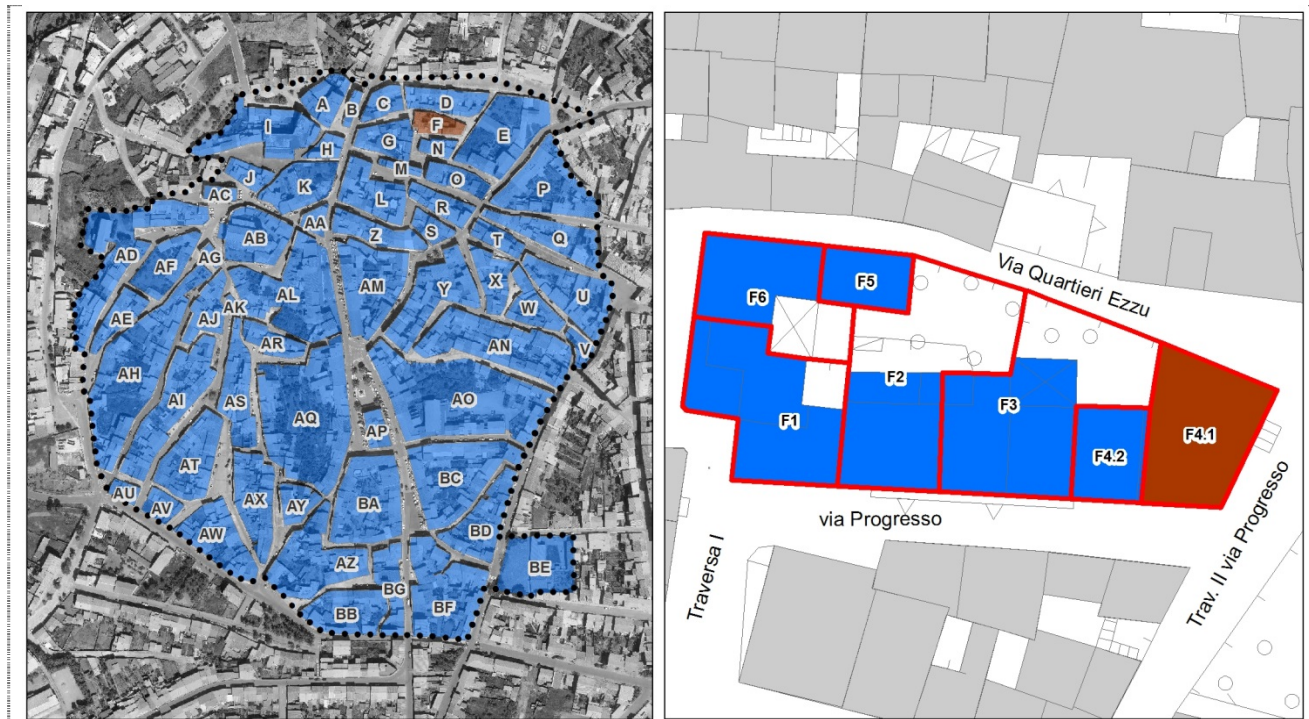 A
B
C
D
F
E
I
H
G
N
M
O
P
J
K
L
R
AC
AA
S
T
Q
AB
Z
AD
AF
AG
AL
AM
Y
X
W
U
AE
AJ
AK
AR
AN
V
AH
AI
AS
AQ
AO
AP
AT
BC
AU
AV
AX
AY
BA
AW
BD
AZ
BE
BG
BB
BF
Via Quartieri Ezzu
F5
F6
F2
F3
F1
F4.1
F4.2
via Progresso
Traversa I
Trav. II via Progresso